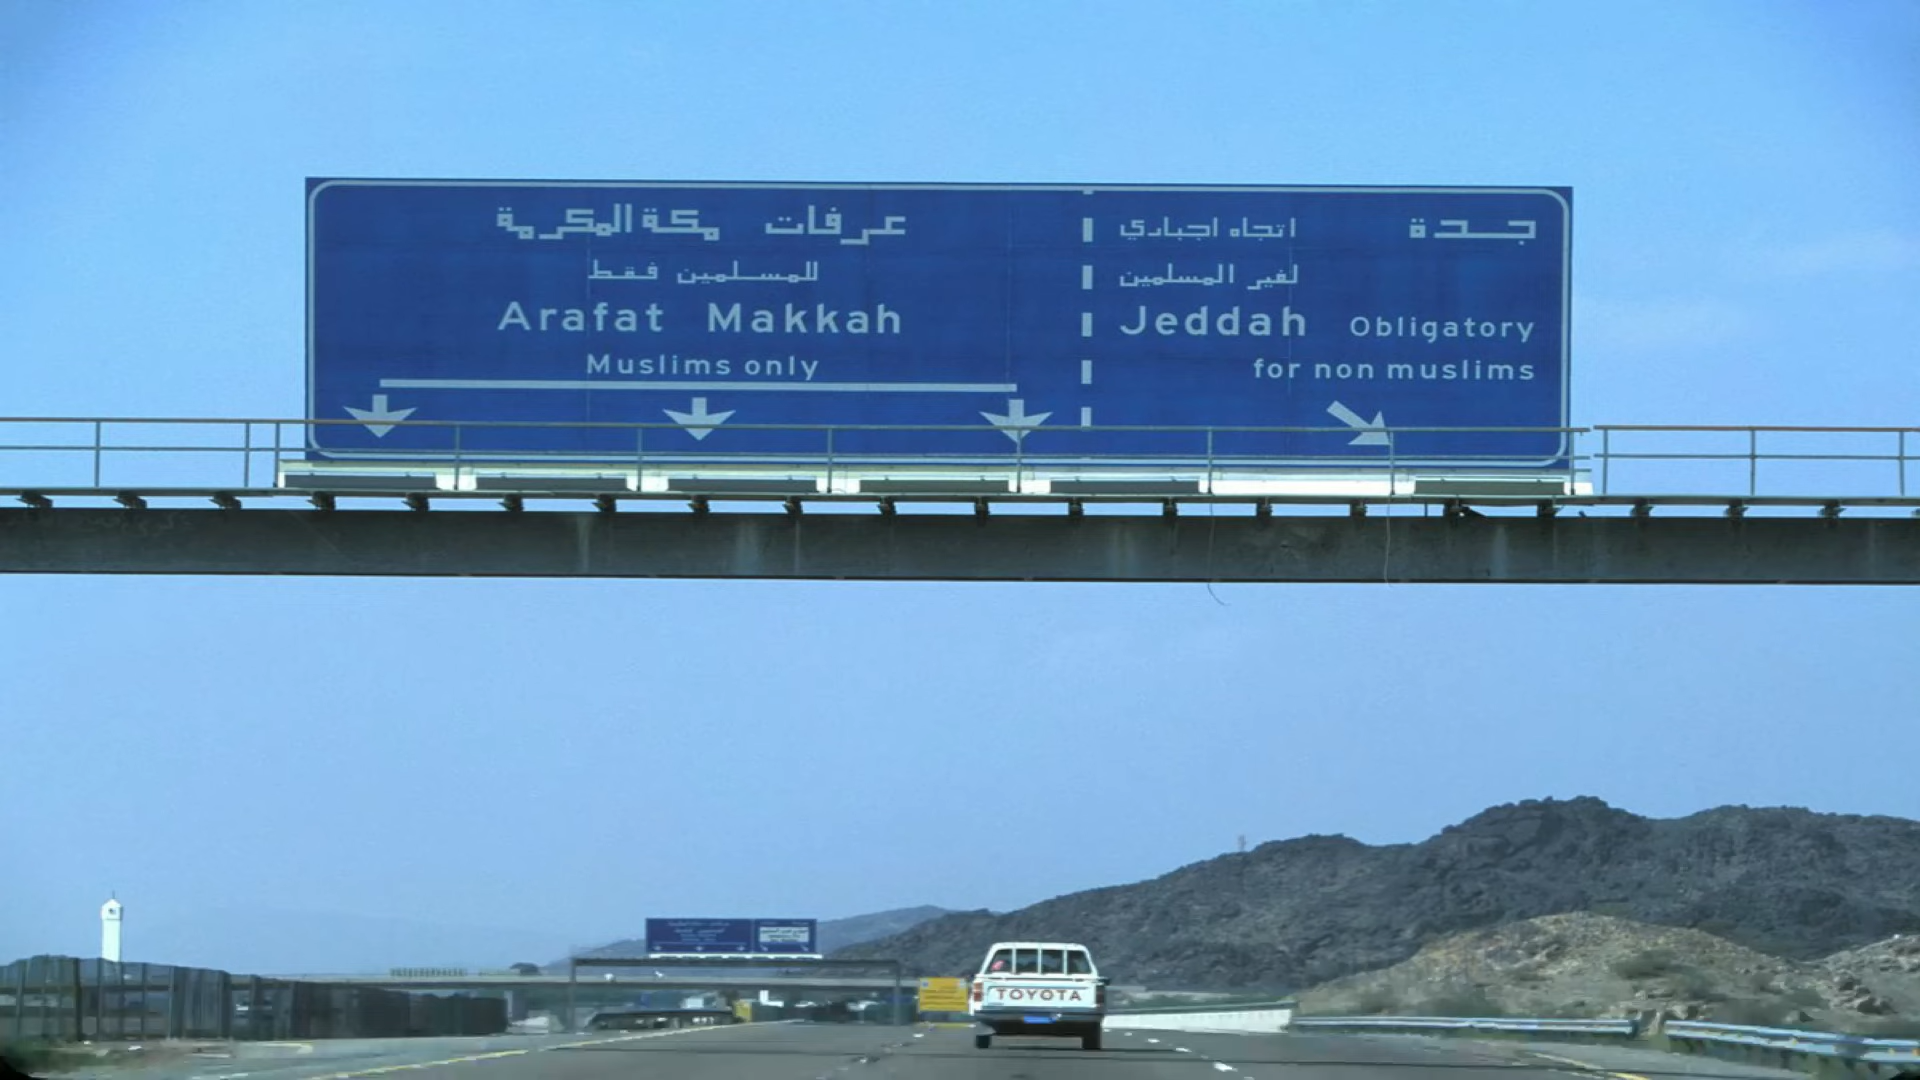 عرفات مكة المكرمة
للمسلمين فقط
Arafat Makkah
Muslims only
جدة اتجاه اجباري
لغير المسلمين
Jeddah Obligatory
for non muslims
TOYOTA